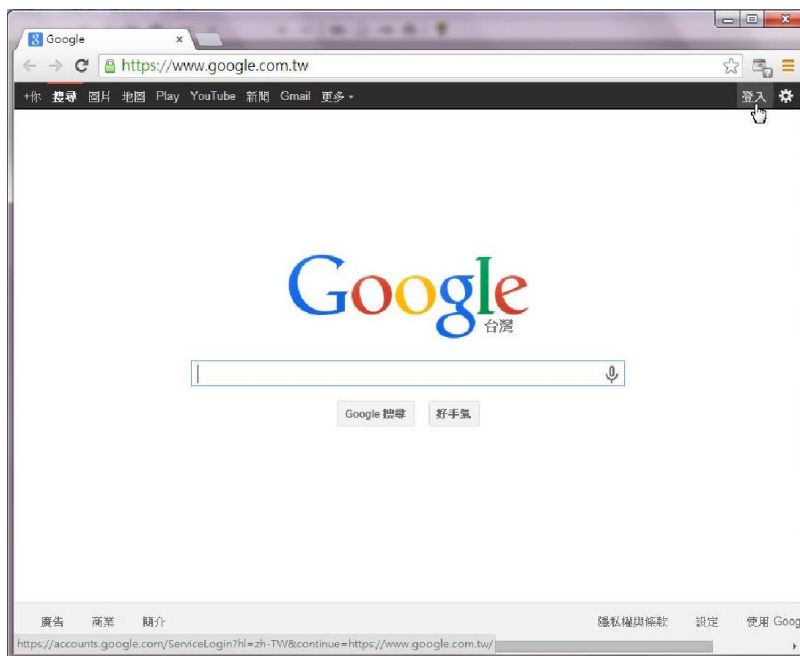 Google
https://www.google.com.tw
+你 搜尋 圖片 地圖 Play YouTube 新聞 Gmail 更多 登入
Google
台灣
Google 搜尋 好手氣
廣告 商業 簡介 隱私權與條款 設定 使用 Goog
https://accounts.google.com/ServiceLogin?hl=zh-TW&continue=https://www.google.com.tw/